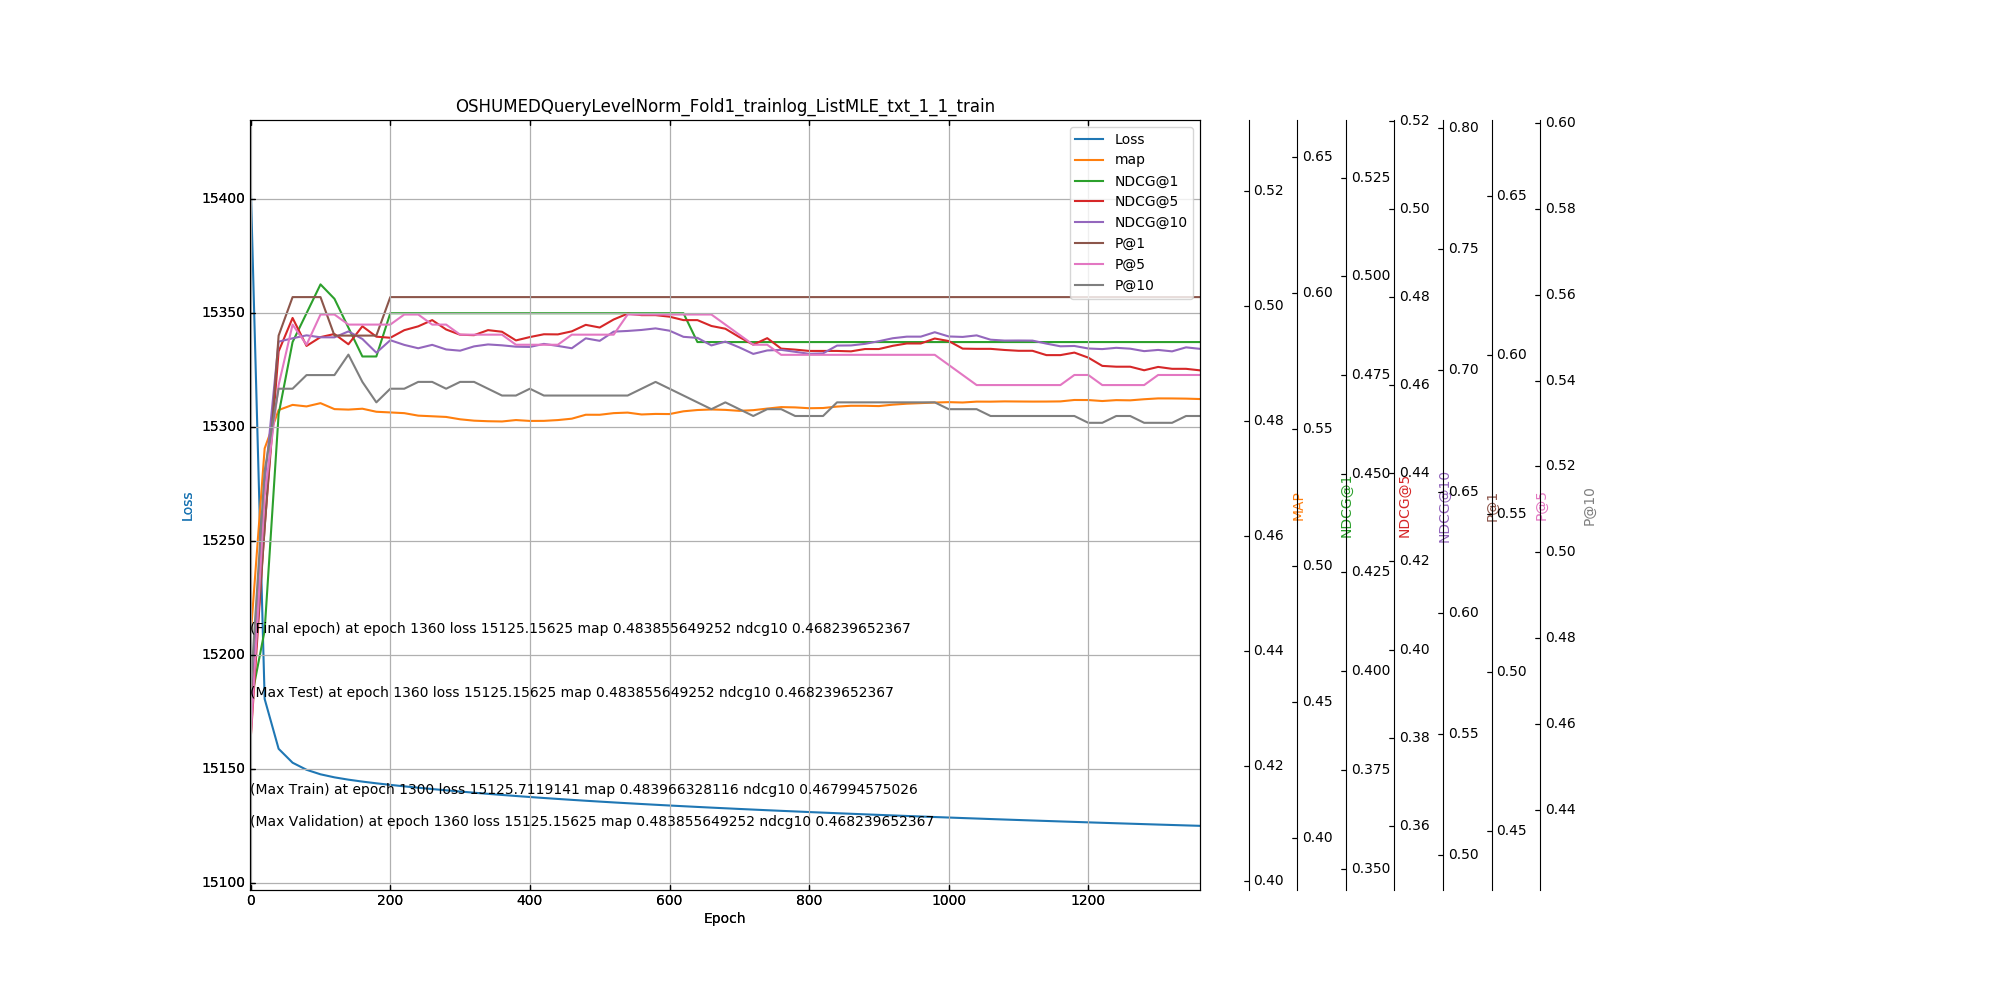 OSHUMEDQueryLevelNorm_Fold1_trainlog_ListMLE_txt_1_1_train
Loss
map
NDCG@1
NDCG@5
NDCG@10
P@1
P@5
P@10
15400
15350
15300
15250
15200
15150
15100
Loss
(Final epoch) at epoch 1360 loss 15125.15625 map 0.483855649252 ndcg10 0.468239652367
(Max Test) at epoch 1360 loss 15125.15625 map 0.483855649252 ndcg10 0.468239652367
(Max Train) at epoch 1300 loss 15125.7119141 map 0.483966328116 ndcg10 0.467994575026
(Max Validation) at epoch 1360 loss 15125.15625 map 0.483855649252 ndcg10 0.468239652367
0 200 400 600 800 1000 1200
Epoch
0.52
0.50
0.48
0.46
0.44
0.42
0.40
MAP
0.65
0.60
0.55
0.50
0.45
0.40
NDCG@1
0.525
0.500
0.475
0.450
0.425
0.400
0.375
0.350
NDCG@5
0.52
0.50
0.48
0.46
0.44
0.42
0.40
0.38
0.36
NDCG@10
0.80
0.75
0.70
0.65
0.60
0.55
0.50
P@1
0.65
0.60
0.55
0.50
0.45
P@5
0.60
0.58
0.56
0.54
0.52
0.50
0.48
0.46
0.44
P@10